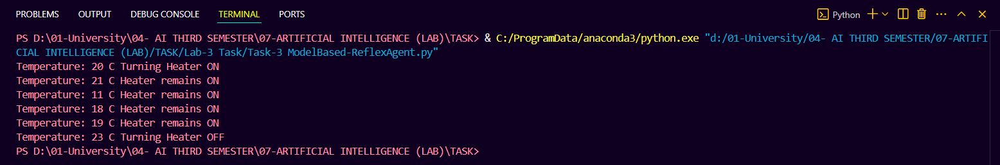 PROBLEMS OUTPUT DEBUG CONSOLE TERMINAL PORTS Python
PS D:\01-University\04- AI THIRD SEMESTER\07-ARTIFICIAL INTELLIGENCE (LAB)\TASK> & C:/ProgramData/anaconda3/python.exe "d:/01-University/04- AI THIRD SEMESTER/07-ARTIFI
CIAL INTELLIGENCE (LAB)/TASK/Lab-3 Task/Task-3 ModelBased-ReflexAgent.py"
Temperature: 20 C Turning Heater ON
Temperature: 21 C Heater remains ON
Temperature: 11 C Heater remains ON
Temperature: 18 C Heater remains ON
Temperature: 19 C Heater remains ON
Temperature: 23 C Turning Heater OFF
PS D:\01-University\04- AI THIRD SEMESTER\07-ARTIFICIAL INTELLIGENCE (LAB)\TASK>